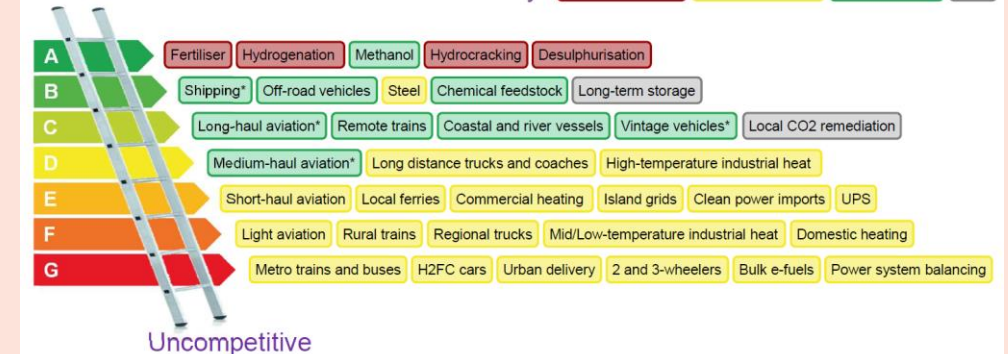 A Fertiliser Hydrogenation Methanol Hydrocracking Desulphurisation
B Shipping* Off-road vehicles Steel Chemical feedstock Long-term storage
C Long-haul aviation* Remote trains Coastal and river vessels Vintage vehicles* Local CO2 remediation
D Medium-haul aviation* Long distance trucks and coaches High-temperature industrial heat
E Short-haul aviation Local ferries Commercial heating Island grids Clean power imports UPS
F Light aviation Rural trains Regional trucks Mid/Low-temperature industrial heat Domestic heating
G Metro trains and buses H2FC cars Urban delivery 2 and 3-wheelers Bulk e-fuels Power system balancing
Uncompetitive